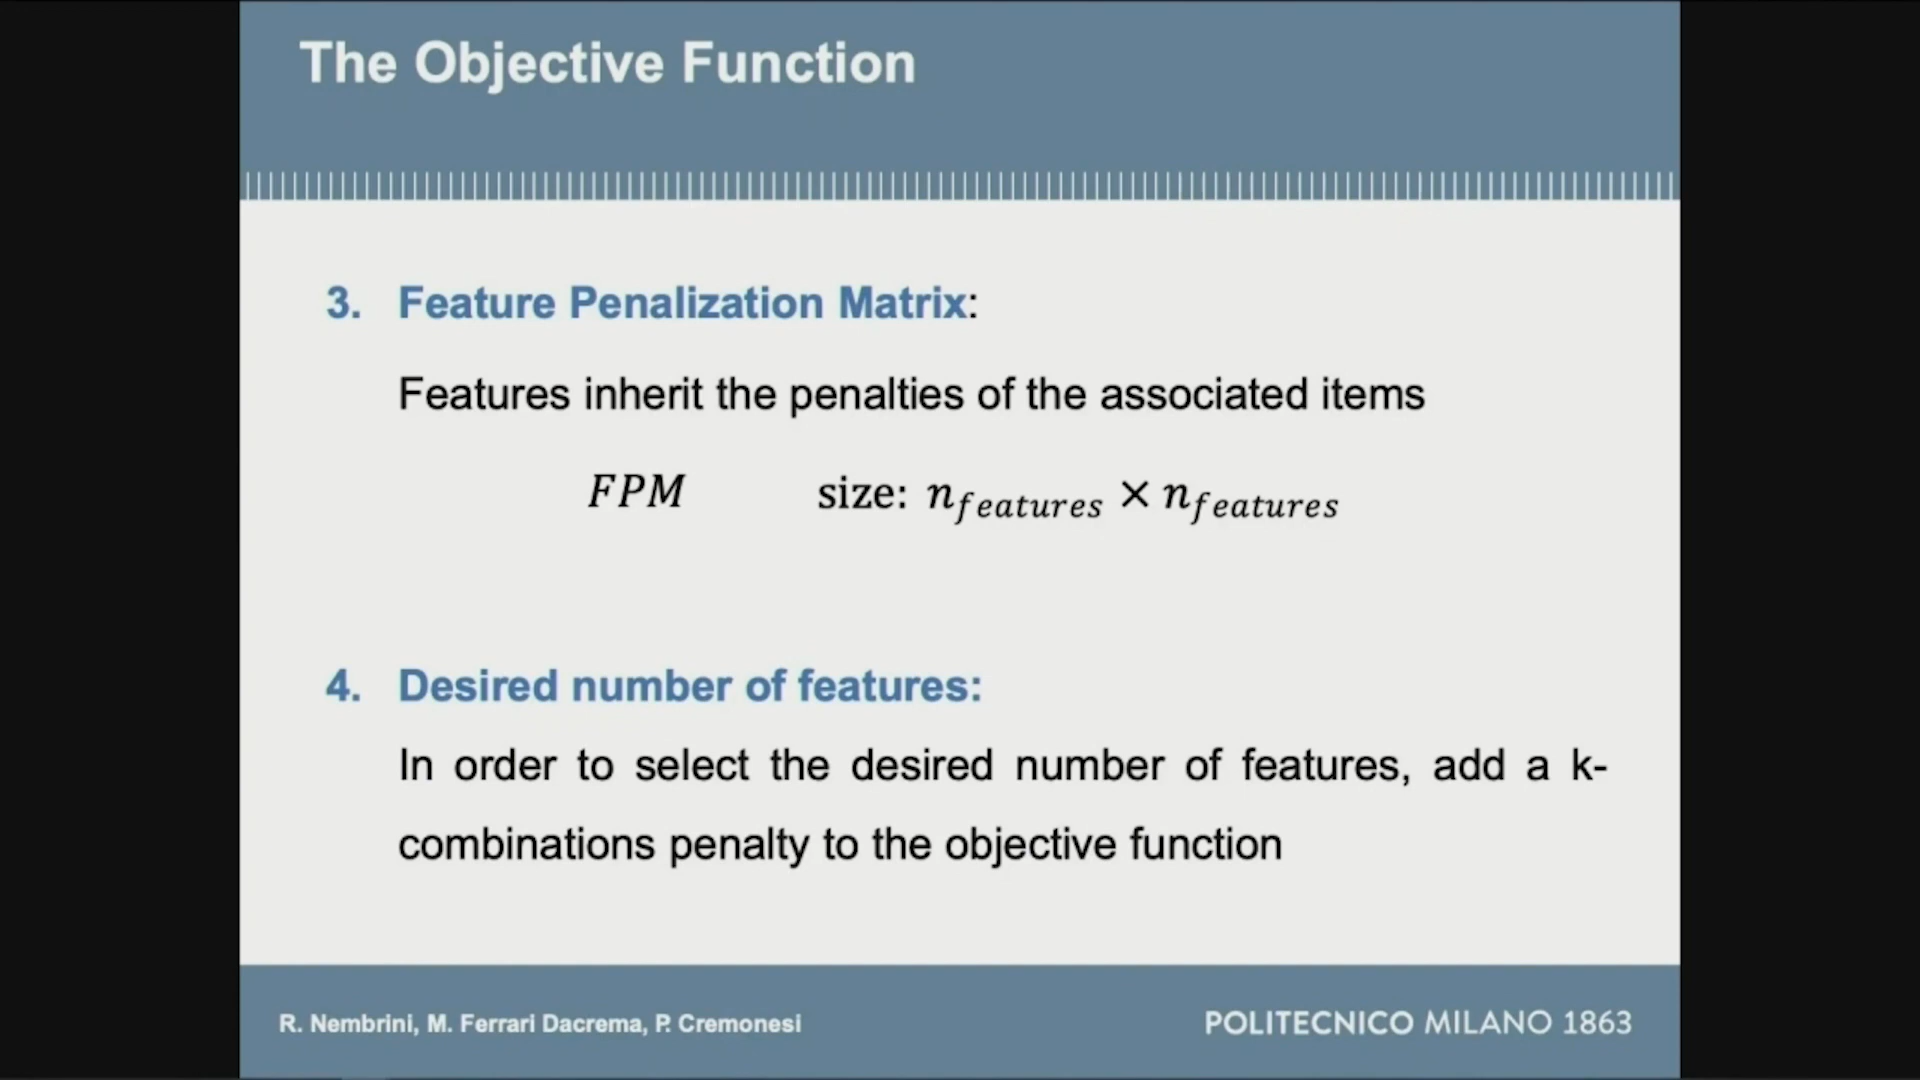 The Objective Function
3. Feature Penalization Matrix:
Features inherit the penalties of the associated items
FPM size: n_features × n_features
4. Desired number of features:
In order to select the desired number of features, add a k-
combinations penalty to the objective function
R. Nembrini, M. Ferrari Dacrema, P. Cremonesi
POLITECNICO MILANO 1863